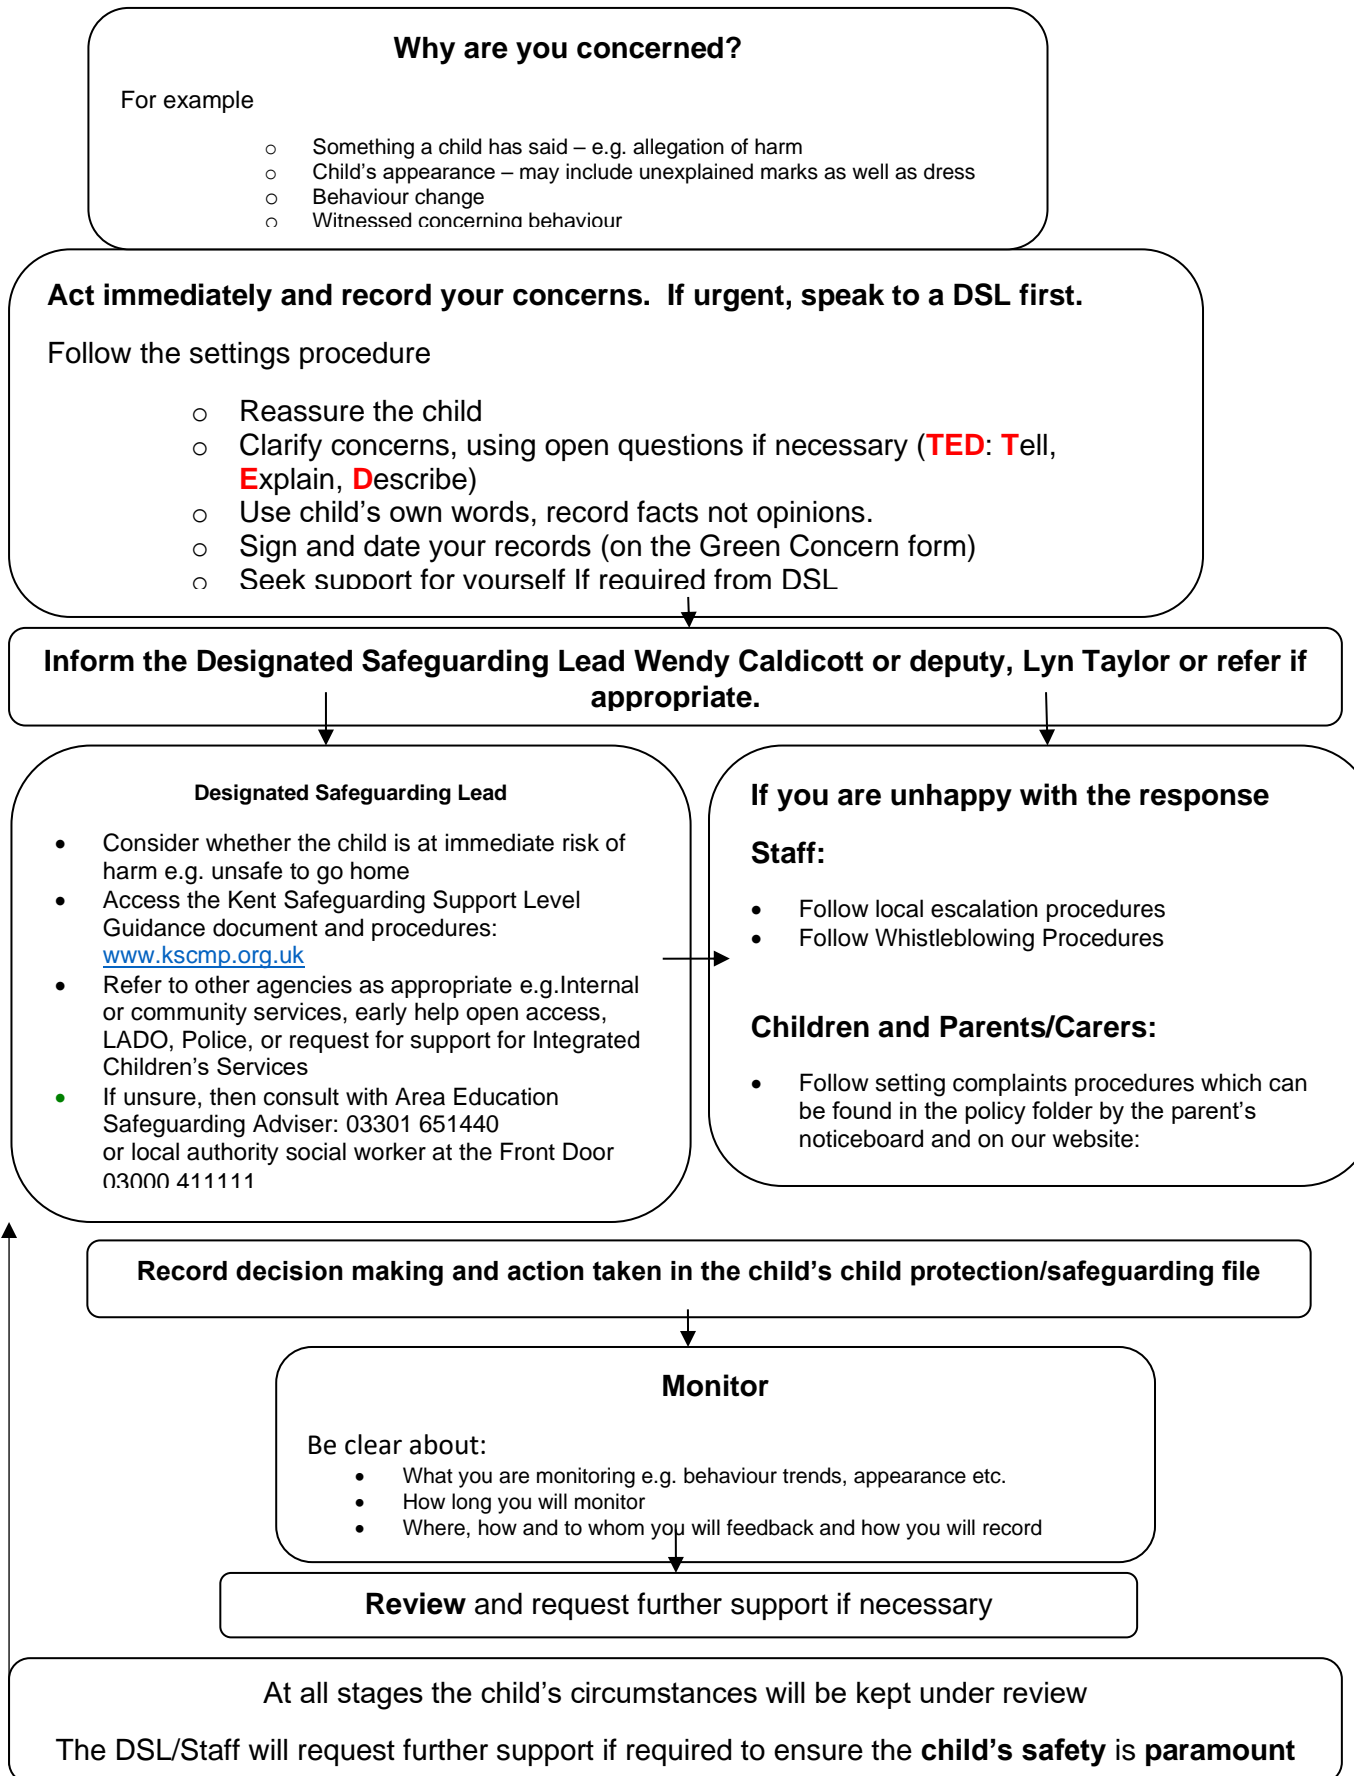 Why are you concerned?
For example
o Something a child has said – e.g. allegation of harm
o Child's appearance – may include unexplained marks as well as dress
o Behaviour change
o Witnessed concerning behaviour
Act immediately and record your concerns.  If urgent, speak to a DSL first.
Follow the settings procedure
o Reassure the child
o Clarify concerns, using open questions if necessary (TED: Tell,
Explain, Describe)
o Use child's own words, record facts not opinions.
o Sign and date your records (on the Green Concern form)
o Seek support for yourself If required from DSL
Inform the Designated Safeguarding Lead Wendy Caldicott or deputy, Lyn Taylor or refer if
appropriate.
Designated Safeguarding Lead
• Consider whether the child is at immediate risk of
harm e.g. unsafe to go home
• Access the Kent Safeguarding Support Level
Guidance document and procedures:
www.kscmp.org.uk
• Refer to other agencies as appropriate e.g.Internal
or community services, early help open access,
LADO, Police, or request for support for Integrated
Children's Services
• If unsure, then consult with Area Education
Safeguarding Adviser: 03301 651440
or local authority social worker at the Front Door
03000 411111
If you are unhappy with the response
Staff:
• Follow local escalation procedures
• Follow Whistleblowing Procedures
Children and Parents/Carers:
• Follow setting complaints procedures which can
be found in the policy folder by the parent's
noticeboard and on our website:
Record decision making and action taken in the child's child protection/safeguarding file
Monitor
Be clear about:
• What you are monitoring e.g. behaviour trends, appearance etc.
• How long you will monitor
• Where, how and to whom you will feedback and how you will record
Review and request further support if necessary
At all stages the child's circumstances will be kept under review
The DSL/Staff will request further support if required to ensure the child's safety is paramount